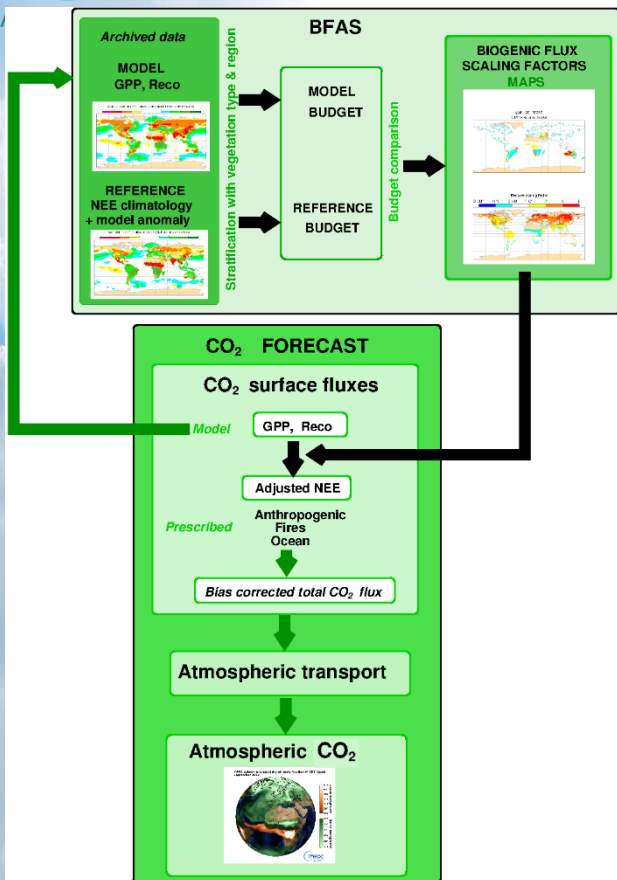 BFAS
Archived data
MODEL
GPP, Reco
REFERENCE
NEE climatology
+ model anomaly
Stratification with vegetation type & region
MODEL
BUDGET
REFERENCE
BUDGET
Budget comparison
BIOGENIC FLUX
SCALING FACTORS
MAPS
CO₂ FORECAST
CO₂ surface fluxes
Model
GPP, Reco
Adjusted NEE
Prescribed
Anthropogenic
Fires
Ocean
Bias corrected total CO₂ flux
Atmospheric transport
Atmospheric CO₂